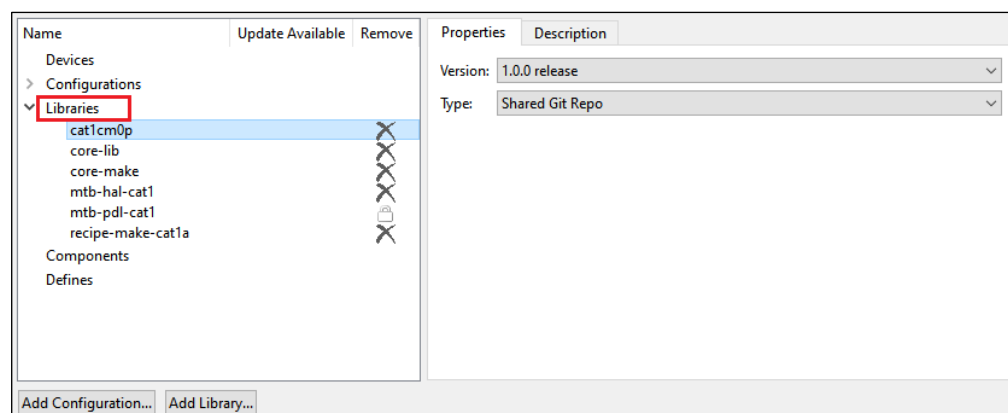 Name Update Available Remove
Devices
Configurations
Libraries
cat1cm0p
core-lib
core-make
mtb-hal-cat1
mtb-pdl-cat1
recipe-make-cat1a
Components
Defines
Add Configuration... Add Library...
Properties Description
Version: 1.0.0 release
Type: Shared Git Repo